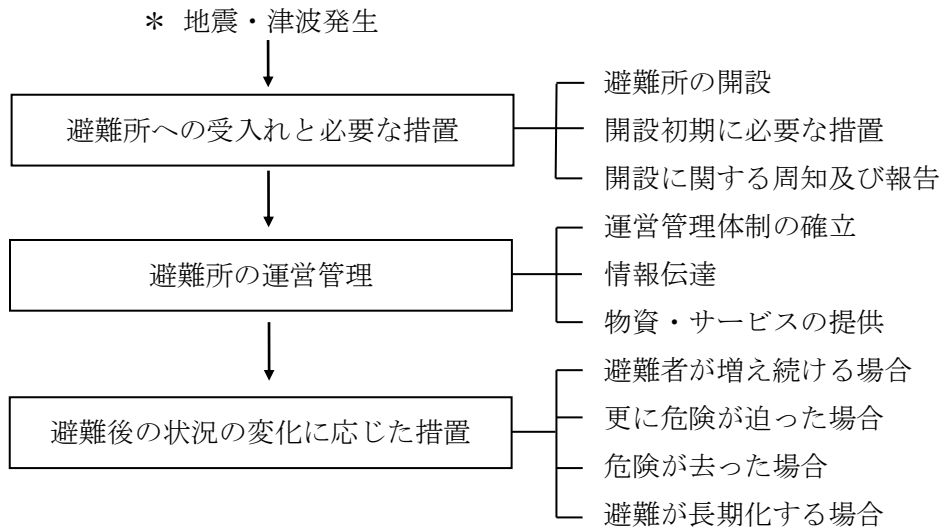 ＊ 地震・津波発生
避難所への受入れと必要な措置
避難所の開設
開設初期に必要な措置
開設に関する周知及び報告
避難所の運営管理
運営管理体制の確立
情報伝達
物資・サービスの提供
避難後の状況の変化に応じた措置
避難者が増え続ける場合
更に危険が迫った場合
危険が去った場合
避難が長期化する場合